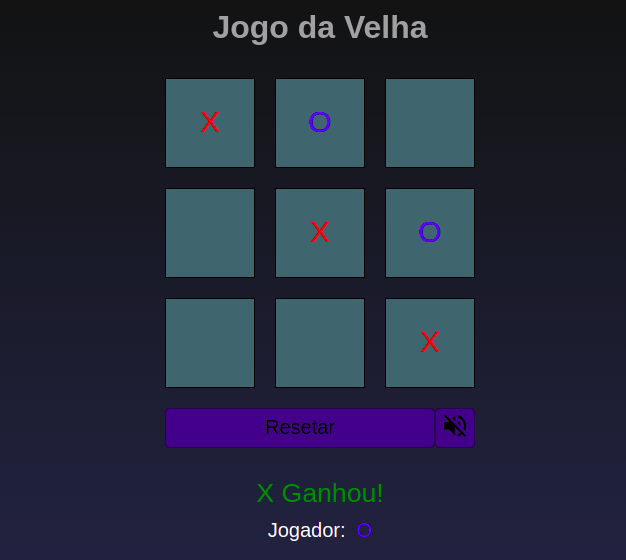 Jogo da Velha
X O
X O
X
Resetar
X Ganhou!
Jogador: O